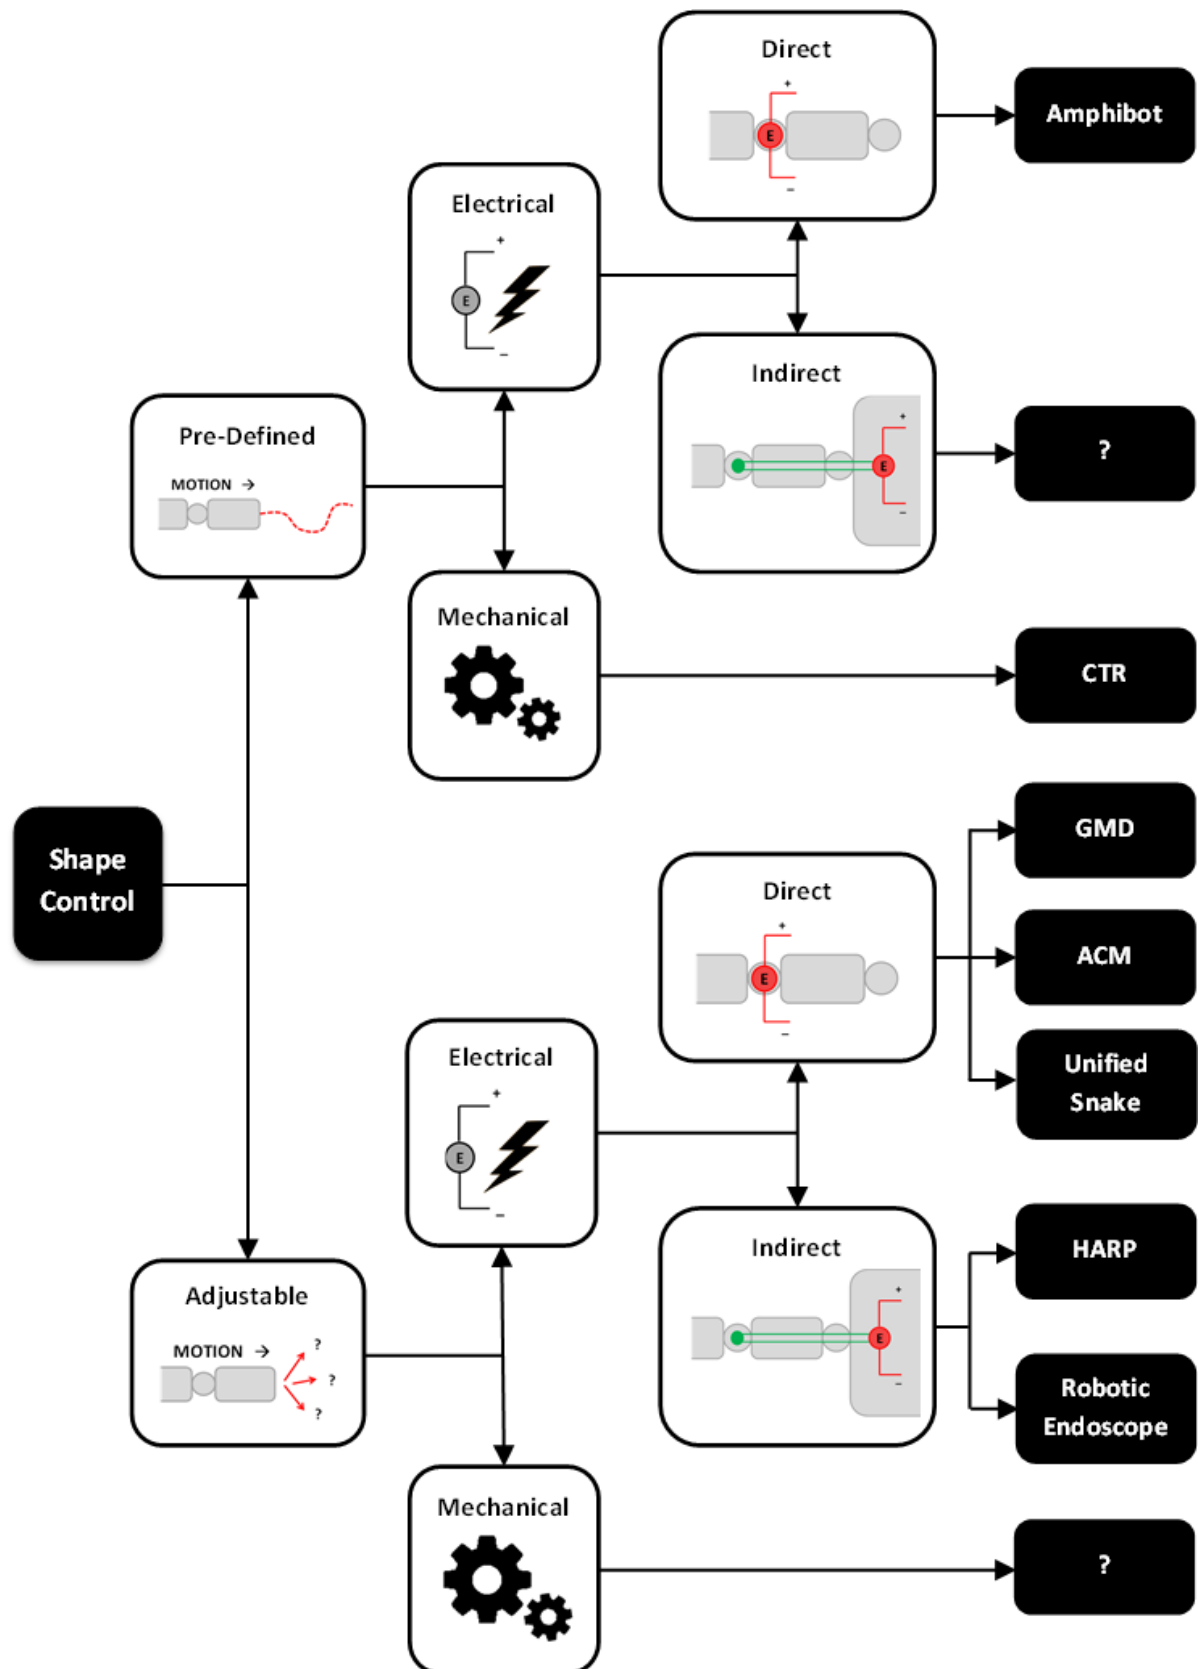 Direct
+
E
–
Amphibot
Electrical
+
E
–
Indirect
+
E
–
?
Pre-Defined
MOTION →
Mechanical
CTR
Shape
Control
GMD
Direct
+
E
–
ACM
Unified
Snake
Electrical
+
E
–
Indirect
+
E
–
HARP
Robotic
Endoscope
Adjustable
MOTION →
?
?
?
Mechanical
?